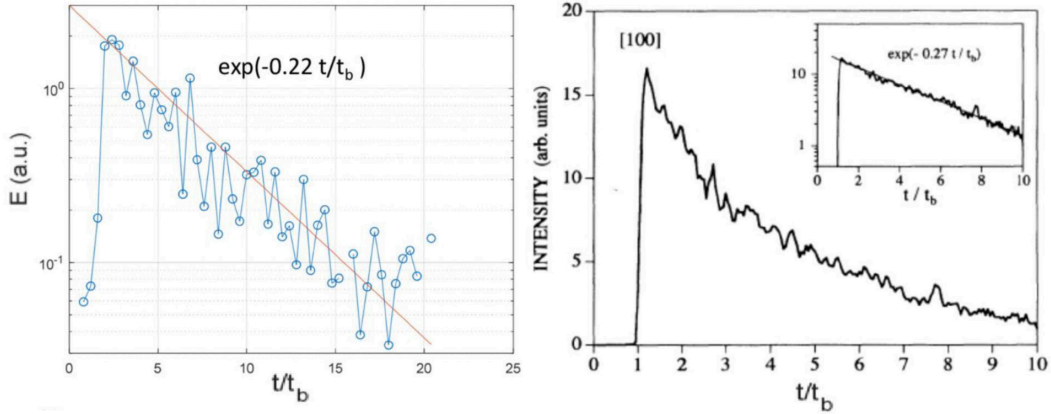 exp(-0.22 t/t_b )
10^0
10^-1
E (a.u.)
0 5 10 15 20 25
t/t_b
20
15
10
5
0
[100]
INTENSITY (arb. units)
exp(- 0.27 t / t_b)
10
1
0 2 4 6 8 10
t / t_b
0 1 2 3 4 5 6 7 8 9 10
t/t_b